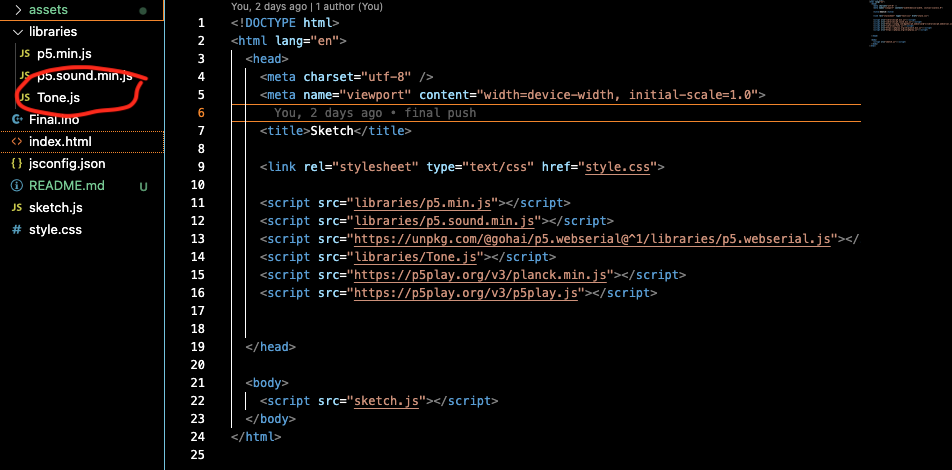 assets
libraries
JS p5.min.js
JS p5.sound.min.js
JS Tone.js
Final.ino
<> index.html
{} jsconfig.json
README.md U
JS sketch.js
# style.css
You, 2 days ago | 1 author (You)
1 <!DOCTYPE html>
2 <html lang="en">
3 <head>
4 <meta charset="utf-8" />
5 <meta name="viewport" content="width=device-width, initial-scale=1.0">
6 You, 2 days ago • final push
7 <title>Sketch</title>
8
9 <link rel="stylesheet" type="text/css" href="style.css">
10
11 <script src="libraries/p5.min.js"></script>
12 <script src="libraries/p5.sound.min.js"></script>
13 <script src="https://unpkg.com/@gohai/p5.webserial@^1/libraries/p5.webserial.js"></
14 <script src="libraries/Tone.js"></script>
15 <script src="https://p5play.org/v3/planck.min.js"></script>
16 <script src="https://p5play.org/v3/p5play.js"></script>
17
18
19 </head>
20
21 <body>
22 <script src="sketch.js"></script>
23 </body>
24 </html>
25